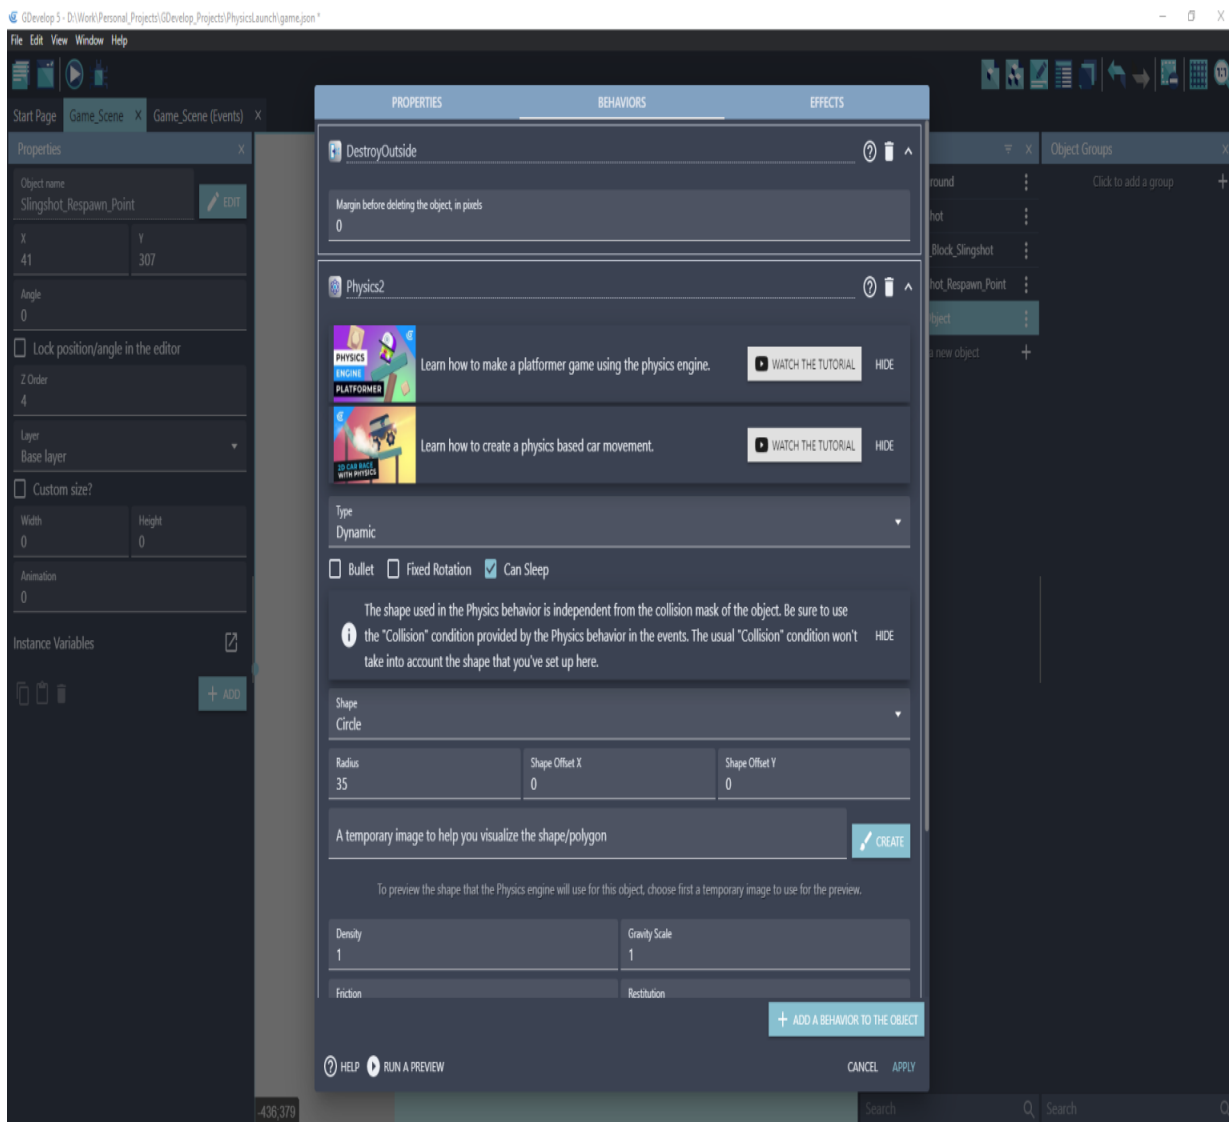 GDevelop 5 - D:\Work\Personal_Projects\GDevelop_Projects\PhysicsLaunch\game.json *
File Edit View Window Help
Start Page Game_Scene × Game_Scene (Events) ×
PROPERTIES BEHAVIORS EFFECTS
Properties ×
Object name
Slingshot_Respawn_Point
EDIT
X Y
41 307
Angle
0
Lock position/angle in the editor
Z Order
4
Layer
Base layer
Custom size?
Width Height
0 0
Animation
0
Instance Variables
+ ADD
DestroyOutside
Margin before deleting the object, in pixels
0
Physics2
PHYSICS
ENGINE
PLATFORMER
Learn how to make a platformer game using the physics engine.
WATCH THE TUTORIAL HIDE
2D CAR RACE
WITH PHYSICS
Learn how to create a physics based car movement.
WATCH THE TUTORIAL HIDE
Type
Dynamic
Bullet Fixed Rotation Can Sleep
The shape used in the Physics behavior is independent from the collision mask of the object. Be sure to use
the "Collision" condition provided by the Physics behavior in the events. The usual "Collision" condition won't
take into account the shape that you've set up here.
HIDE
Shape
Circle
Radius Shape Offset X Shape Offset Y
35 0 0
A temporary image to help you visualize the shape/polygon
CREATE
To preview the shape that the Physics engine will use for this object, choose first a temporary image to use for the preview.
Density Gravity Scale
1 1
Friction Restitution
+ ADD A BEHAVIOR TO THE OBJECT
HELP RUN A PREVIEW CANCEL APPLY
-436;379
Object Groups ×
Click to add a group +
round
hot
_Block_Slingshot
hot_Respawn_Point
bject
a new object +
Search Search